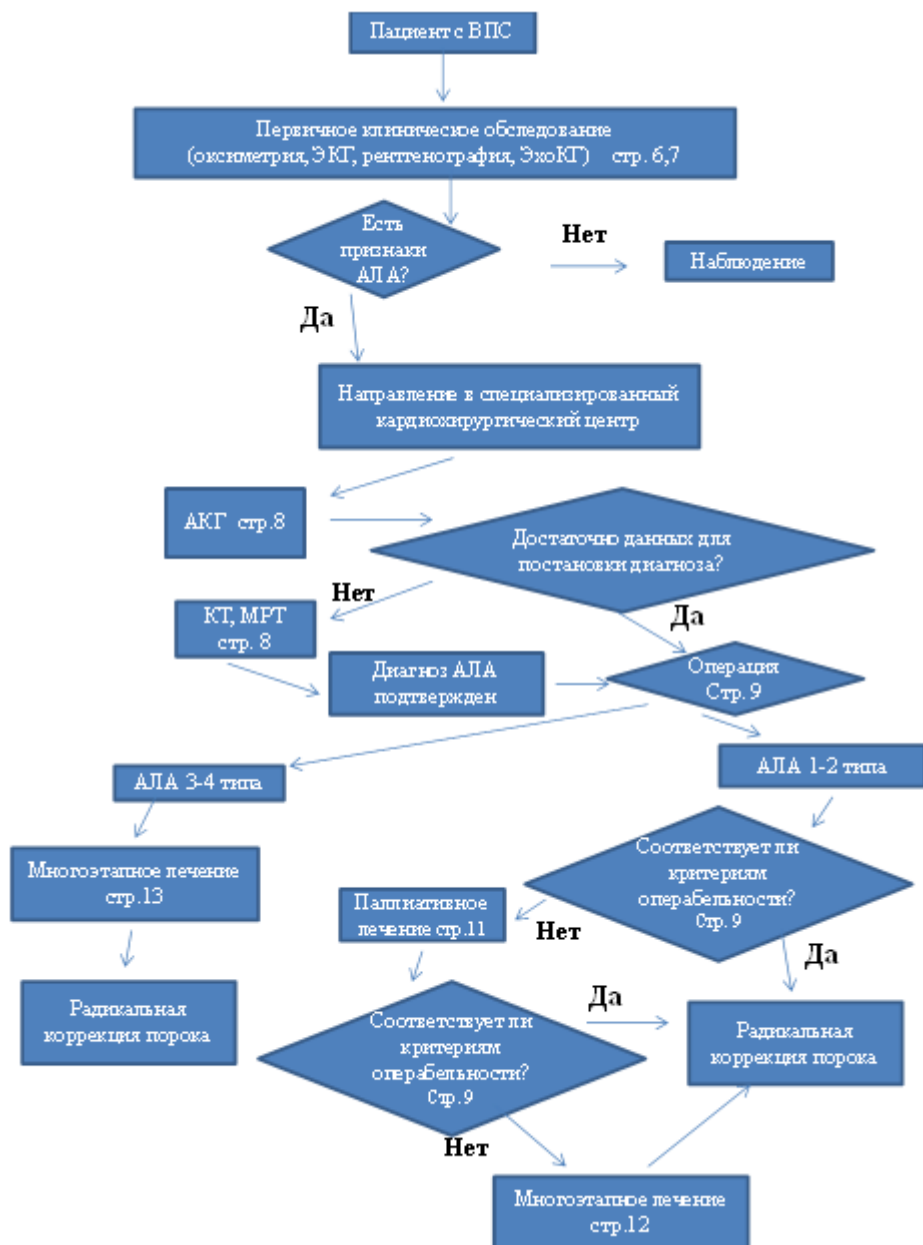 Пациент с ВПС
Первичное клиническое обследование
(оксиметрия, ЭКГ, рентгенография, ЭхоКГ) стр. 6,7
Есть
признаки
АЛА?
Нет
Наблюдение
Да
Направление в специализированный
кардиохирургический центр
АКГ стр.8
Достаточно данных для
постановки диагноза?
Нет
Да
КТ, МРТ
стр. 8
Диагноз АЛА
подтвержден
Операция
Стр. 9
АЛА 3-4 типа
АЛА 1-2 типа
Многоэтапное лечение
стр.13
Соответствует ли
критериям
операбельности?
Стр. 9
Паллиативное
лечение стр.11
Нет
Да
Радикальная
коррекция порока
Соответствует ли
критериям
операбельности?
Стр. 9
Да
Радикальная
коррекция порока
Нет
Многоэтапное лечение
стр.12